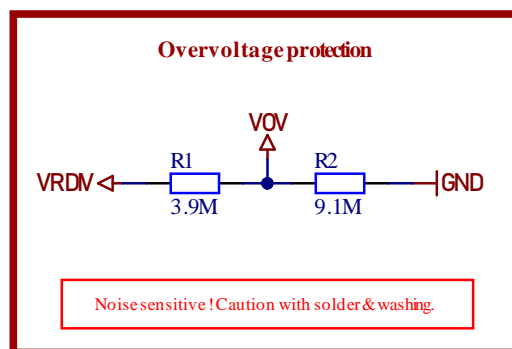 Overvoltage protection
VOV
R1
R2
VRDIV
GND
3.9M
9.1M
Noise sensitive ! Caution with solder & washing.